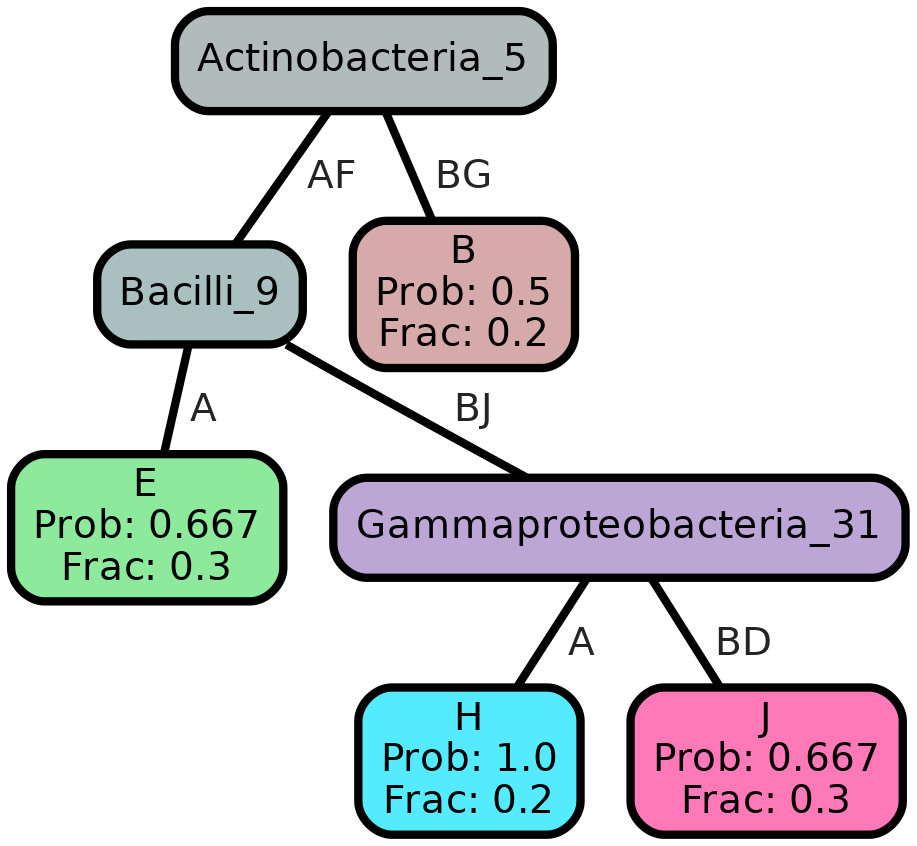 Actinobacteria_5
AF
BG
Bacilli_9
B
Prob: 0.5
Frac: 0.2
A
BJ
E
Prob: 0.667
Frac: 0.3
Gammaproteobacteria_31
A
BD
H
Prob: 1.0
Frac: 0.2
J
Prob: 0.667
Frac: 0.3